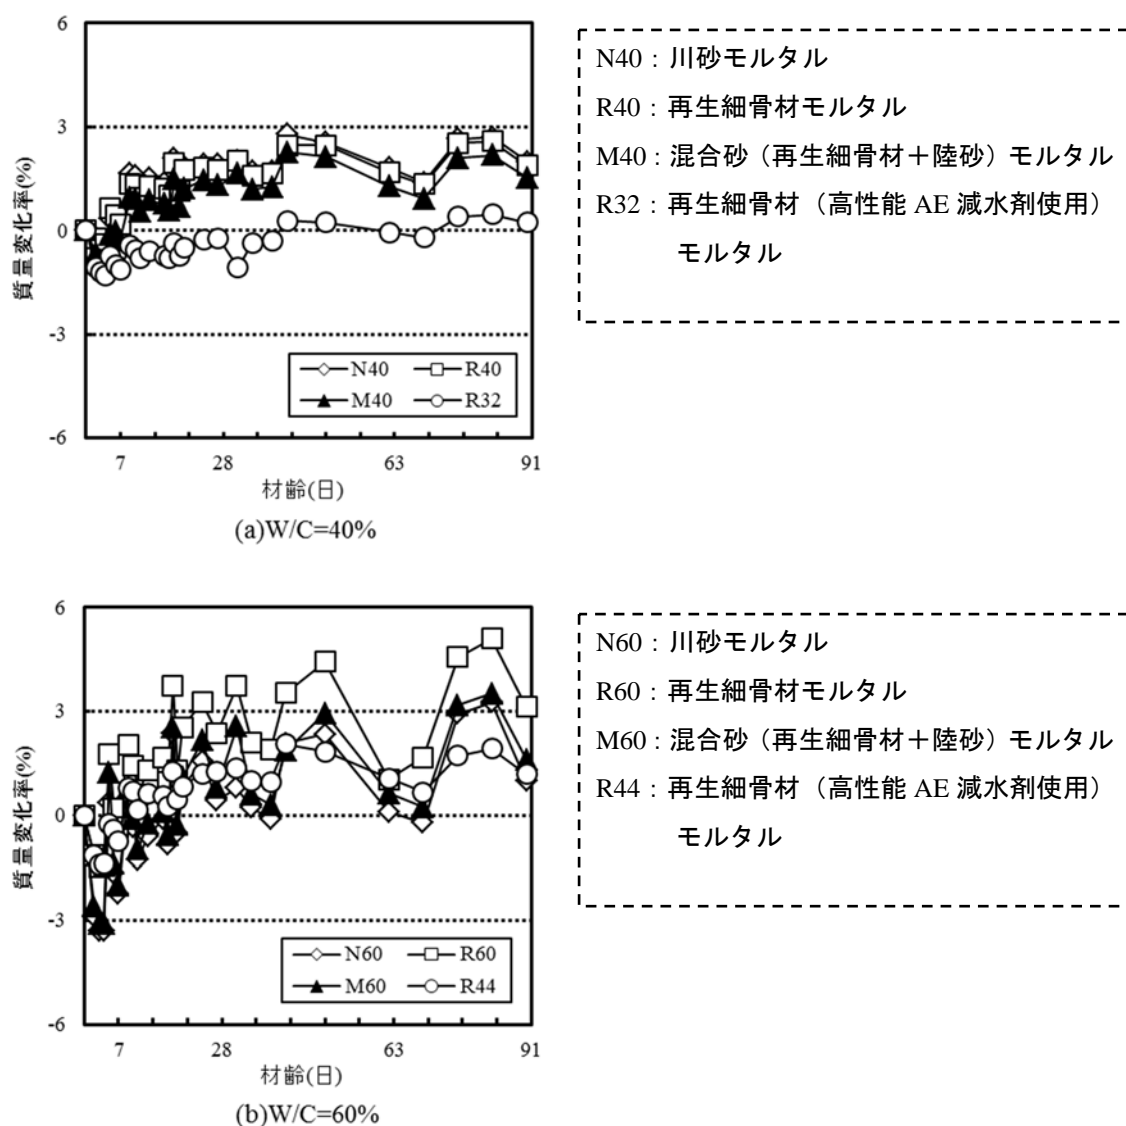 6
3
0
-3
-6
質量変化率(%)
N40
R40
M40
R32
7
28
63
91
材齢(日)
(a)W/C=40%
N40：川砂モルタル
R40：再生細骨材モルタル
M40：混合砂（再生細骨材＋陸砂）モルタル
R32：再生細骨材（高性能 AE 減水剤使用）
モルタル
6
3
0
-3
-6
質量変化率(%)
N60
R60
M60
R44
7
28
63
91
材齢(日)
(b)W/C=60%
N60：川砂モルタル
R60：再生細骨材モルタル
M60：混合砂（再生細骨材＋陸砂）モルタル
R44：再生細骨材（高性能 AE 減水剤使用）
モルタル